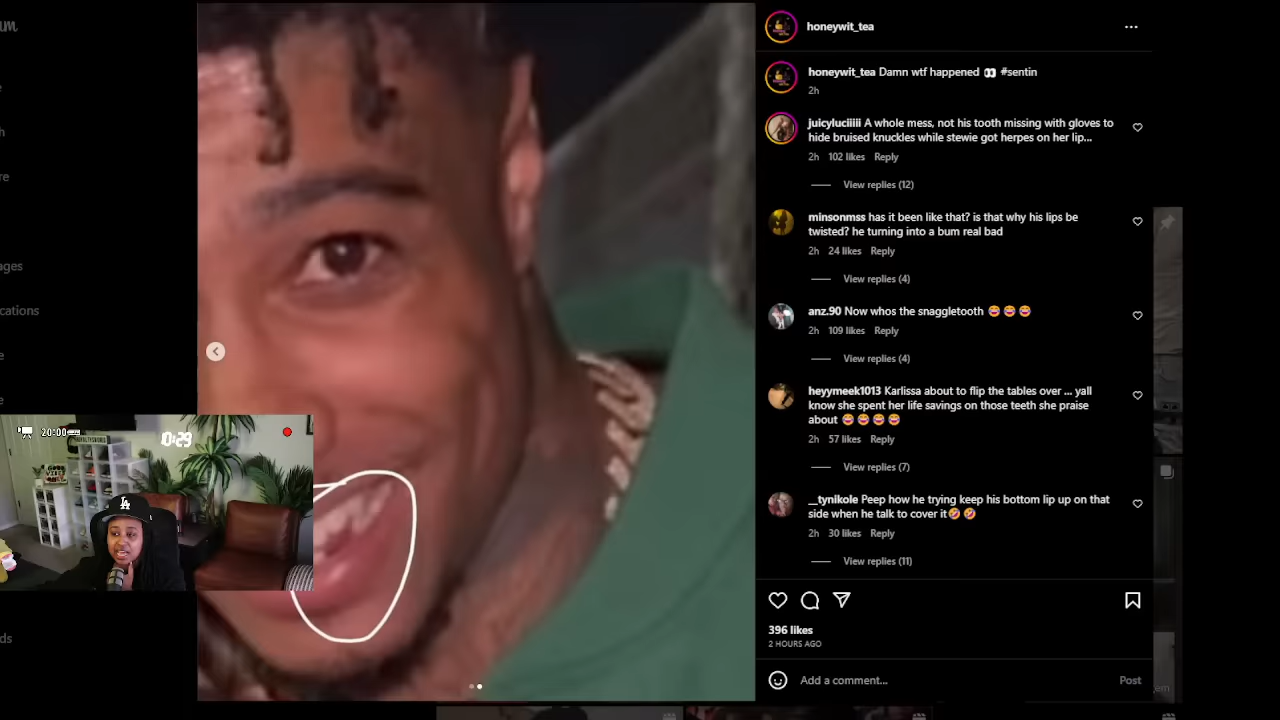 honeywit_tea
honeywit_tea Damn wtf happened 👀 #sentin
2h
juicyluciiiii A whole mess, not his tooth missing with gloves to
hide bruised knuckles while stewie got herpes on her lip...
2h 102 likes Reply
View replies (12)
minsonmss has it been like that? is that why his lips be
twisted? he turning into a bum real bad
2h 24 likes Reply
View replies (4)
anz.90 Now whos the snaggletooth 😂😂😂
2h 109 likes Reply
View replies (4)
heyymeek1013 Karlissa about to flip the tables over ... yall
know she spent her life savings on those teeth she praise
about 😂😂😂😂
2h 57 likes Reply
View replies (7)
__tynikole Peep how he trying keep his bottom lip up on that
side when he talk to cover it🤣🤣
2h 30 likes Reply
View replies (11)
396 likes
2 HOURS AGO
Add a comment... Post
ages
cations
20:00
10:29
LA